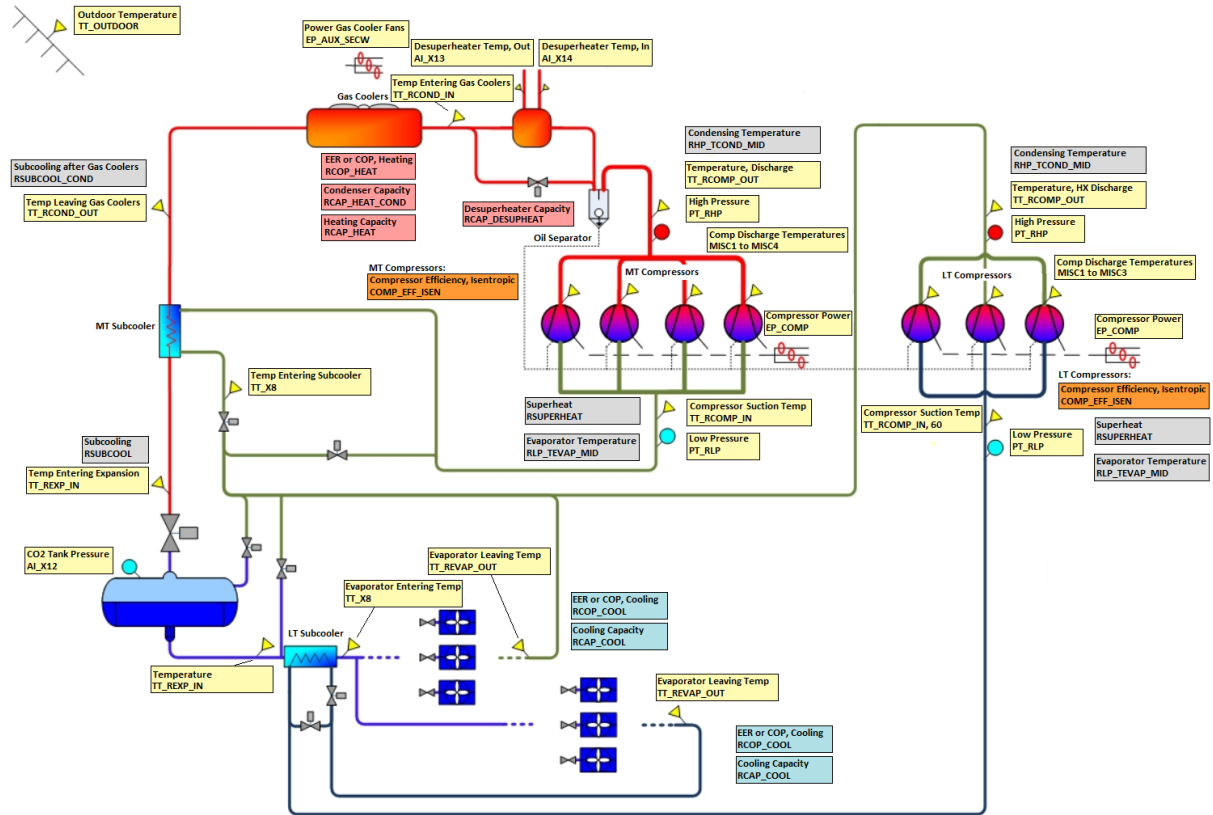 Outdoor Temperature
TT_OUTDOOR
Power Gas Cooler Fans
EP_AUX_SECW
Desuperheater Temp, Out
AI_X13
Desuperheater Temp, In
AI_X14
Temp Entering Gas Coolers
TT_RCOND_IN
Gas Coolers
Subcooling after Gas Coolers
RSUBCOOL_COND
Temp Leaving Gas Coolers
TT_RCOND_OUT
EER or COP, Heating
RCOP_HEAT
Condenser Capacity
RCAP_HEAT_COND
Heating Capacity
RCAP_HEAT
Desuperheater Capacity
RCAP_DESUPHEAT
Oil Separator
Condensing Temperature
RHP_TCOND_MID
Temperature, Discharge
TT_RCOMP_OUT
High Pressure
PT_RHP
Comp Discharge Temperatures
MISC1 to MISC4
Condensing Temperature
RHP_TCOND_MID
Temperature, HX Discharge
TT_RCOMP_OUT
High Pressure
PT_RHP
Comp Discharge Temperatures
MISC1 to MISC3
MT Compressors:
Compressor Efficiency, Isentropic
COMP_EFF_ISEN
MT Compressors
LT Compressors
MT Subcooler
Compressor Power
EP_COMP
Compressor Power
EP_COMP
Temp Entering Subcooler
TT_X8
LT Compressors:
Compressor Efficiency, Isentropic
COMP_EFF_ISEN
Superheat
RSUPERHEAT
Evaporator Temperature
RLP_TEVAP_MID
Compressor Suction Temp
TT_RCOMP_IN
Low Pressure
PT_RLP
Compressor Suction Temp
TT_RCOMP_IN, 60
Low Pressure
PT_RLP
Superheat
RSUPERHEAT
Evaporator Temperature
RLP_TEVAP_MID
Subcooling
RSUBCOOL
Temp Entering Expansion
TT_REXP_IN
CO2 Tank Pressure
AI_X12
Evaporator Leaving Temp
TT_REVAP_OUT
Evaporator Entering Temp
TT_X8
EER or COP, Cooling
RCOP_COOL
Cooling Capacity
RCAP_COOL
LT Subcooler
Temperature
TT_REXP_IN
Evaporator Leaving Temp
TT_REVAP_OUT
EER or COP, Cooling
RCOP_COOL
Cooling Capacity
RCAP_COOL